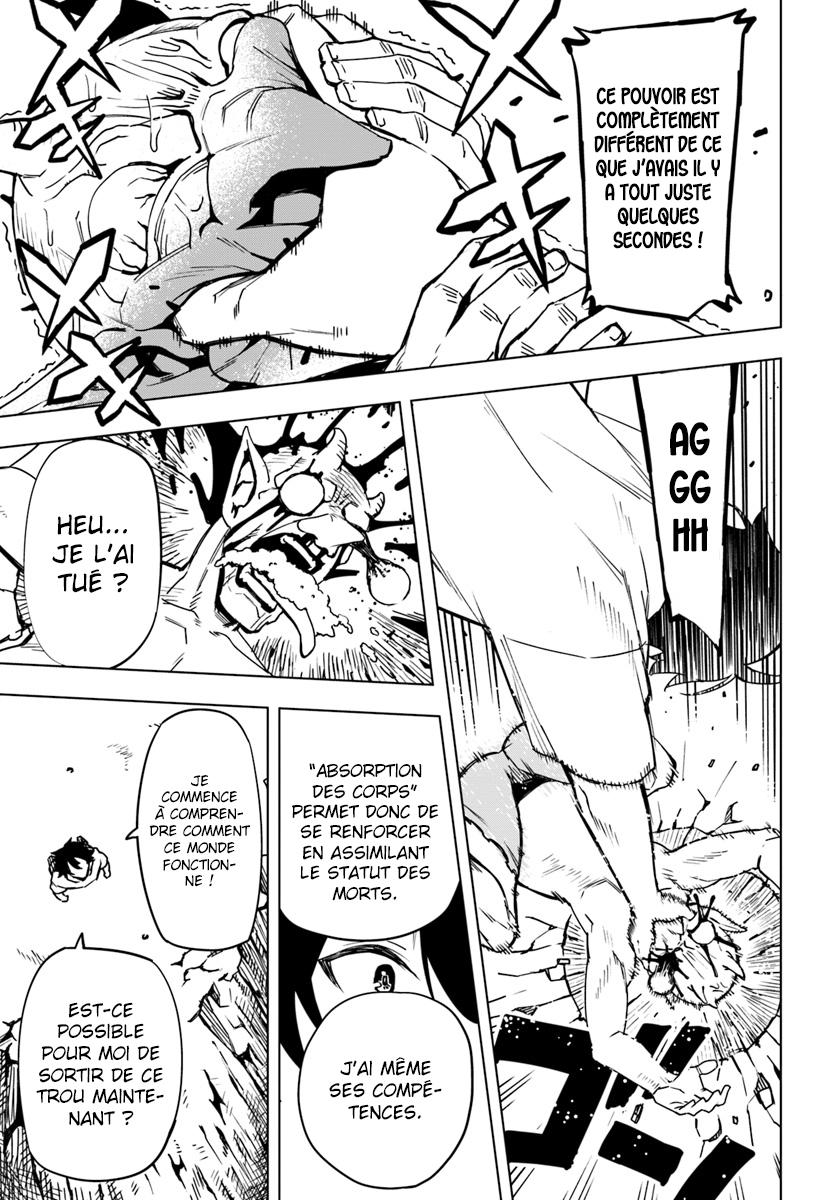 CE POUVOIR EST
COMPLÈTEMENT
DIFFÉRENT DE CE
QUE J'AVAIS IL Y
A TOUT JUSTE
QUELQUES
SECONDES !
AG
GG
HH
HEU...
JE L'AI
TUÉ ?
"ABSORPTION
DES CORPS"
PERMET DONC DE
SE RENFORCER
EN ASSIMILANT
LE STATUT DES
MORTS.
J'AI MÊME
SES COMPÉ-
TENCES.
JE
COMMENCE
À COMPREN-
DRE COMMENT
CE MONDE
FONCTION-
NE !
EST-CE
POSSIBLE
POUR MOI DE
SORTIR DE CE
TROU MAINTE-
NANT ?